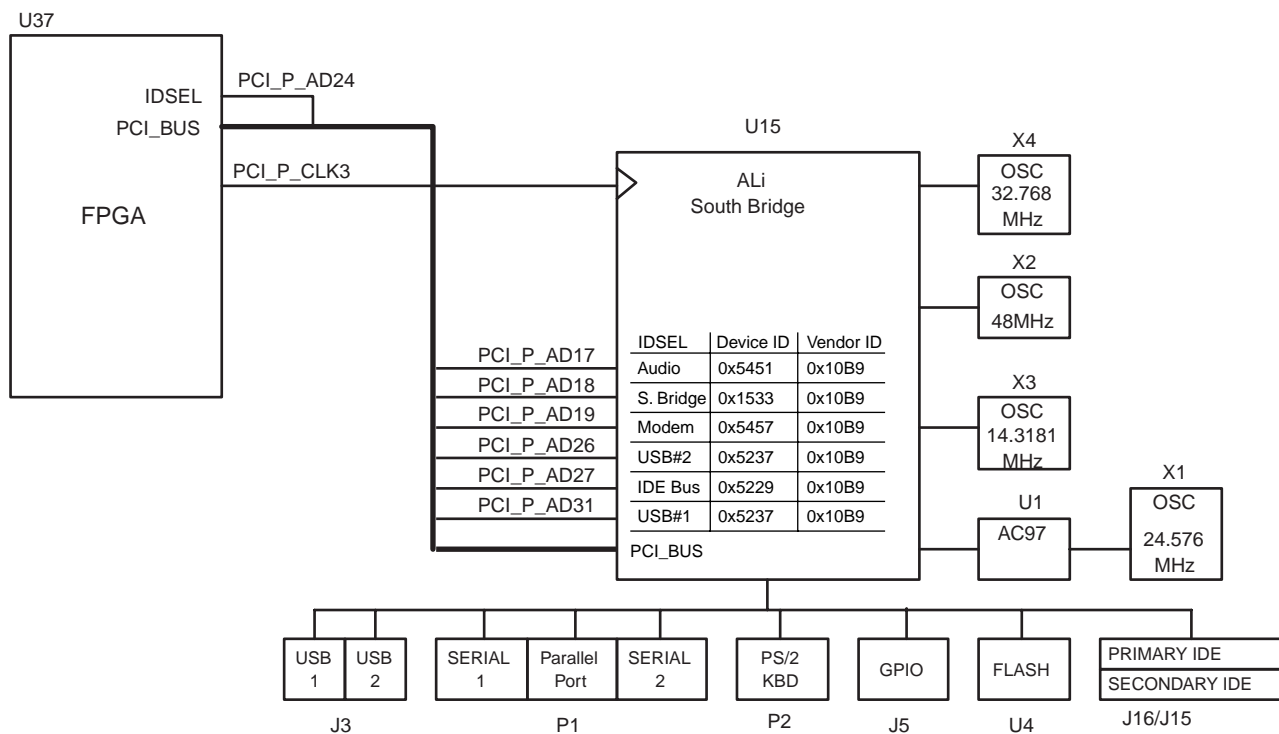 U37
IDSEL
PCI_BUS
FPGA
PCI_P_AD24
PCI_P_CLK3
U15
ALi
South Bridge
PCI_P_AD17
PCI_P_AD18
PCI_P_AD19
PCI_P_AD26
PCI_P_AD27
PCI_P_AD31
IDSEL Device ID Vendor ID
Audio 0x5451 0x10B9
S. Bridge 0x1533 0x10B9
Modem 0x5457 0x10B9
USB#2 0x5237 0x10B9
IDE Bus 0x5229 0x10B9
USB#1 0x5237 0x10B9
PCI_BUS
X4
OSC
32.768
MHz
X2
OSC
48MHz
X3
OSC
14.3181
MHz
U1
AC97
X1
OSC
24.576
MHz
USB
1
USB
2
J3
SERIAL
1
Parallel
Port
SERIAL
2
P1
PS/2
KBD
P2
GPIO
J5
FLASH
U4
PRIMARY IDE
SECONDARY IDE
J16/J15